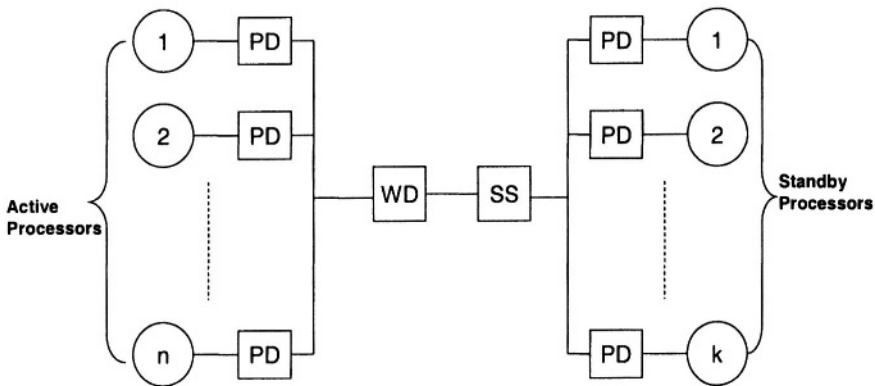 1 PD PD 1
2 PD PD 2
WD SS
Active
Processors
Standby
Processors
n PD PD k